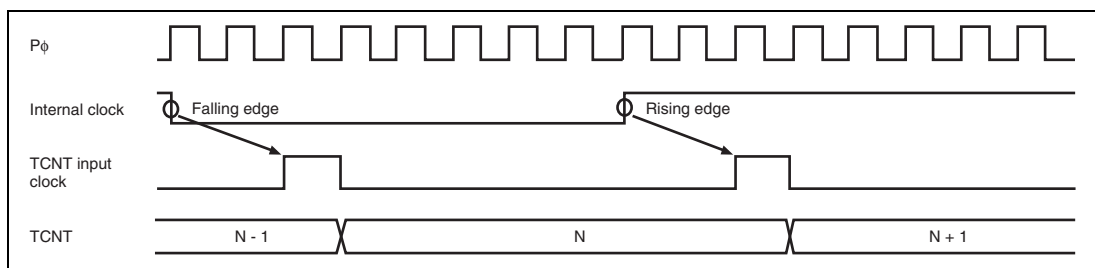 Pϕ
Internal clock
Falling edge
Rising edge
TCNT input
clock
TCNT
N - 1
N
N + 1